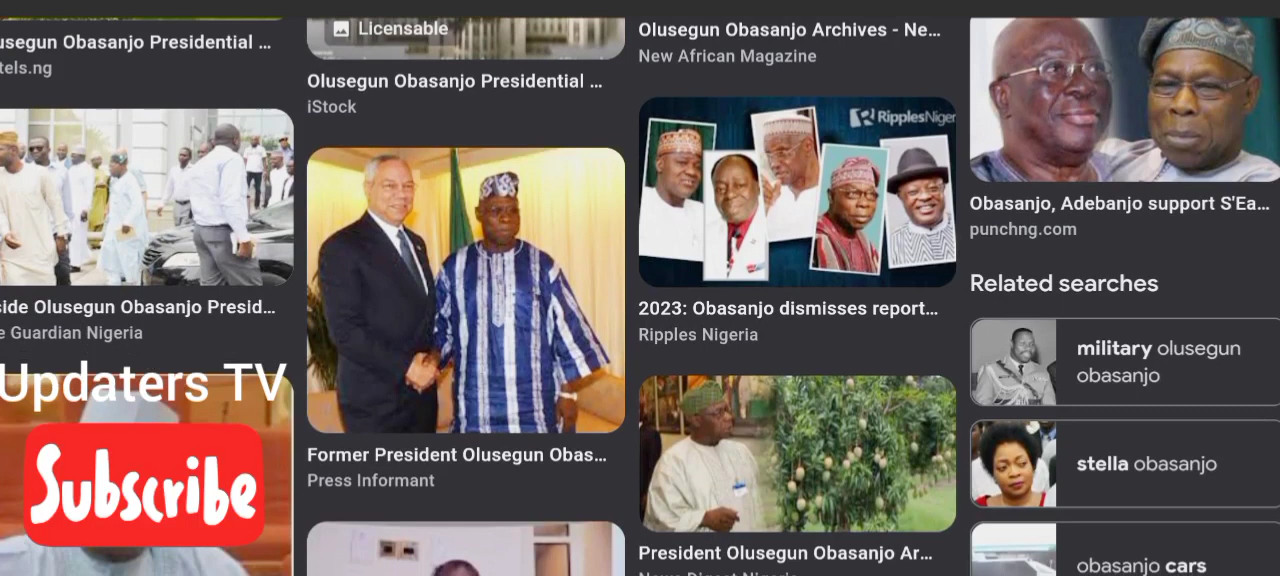 usegun Obasanjo Presidential ...
tels.ng
side Olusegun Obasanjo Presid...
e Guardian Nigeria
Updaters TV
Subscribe
Licensable
Olusegun Obasanjo Presidential ...
iStock
Former President Olusegun Obas...
Press Informant
Olusegun Obasanjo Archives - Ne...
New African Magazine
RipplesNiger
2023: Obasanjo dismisses report...
Ripples Nigeria
President Olusegun Obasanjo Ar...
Obasanjo, Adebanjo support S'Ea...
punchng.com
Related searches
military olusegun
obasanjo
stella obasanjo
obasanjo cars